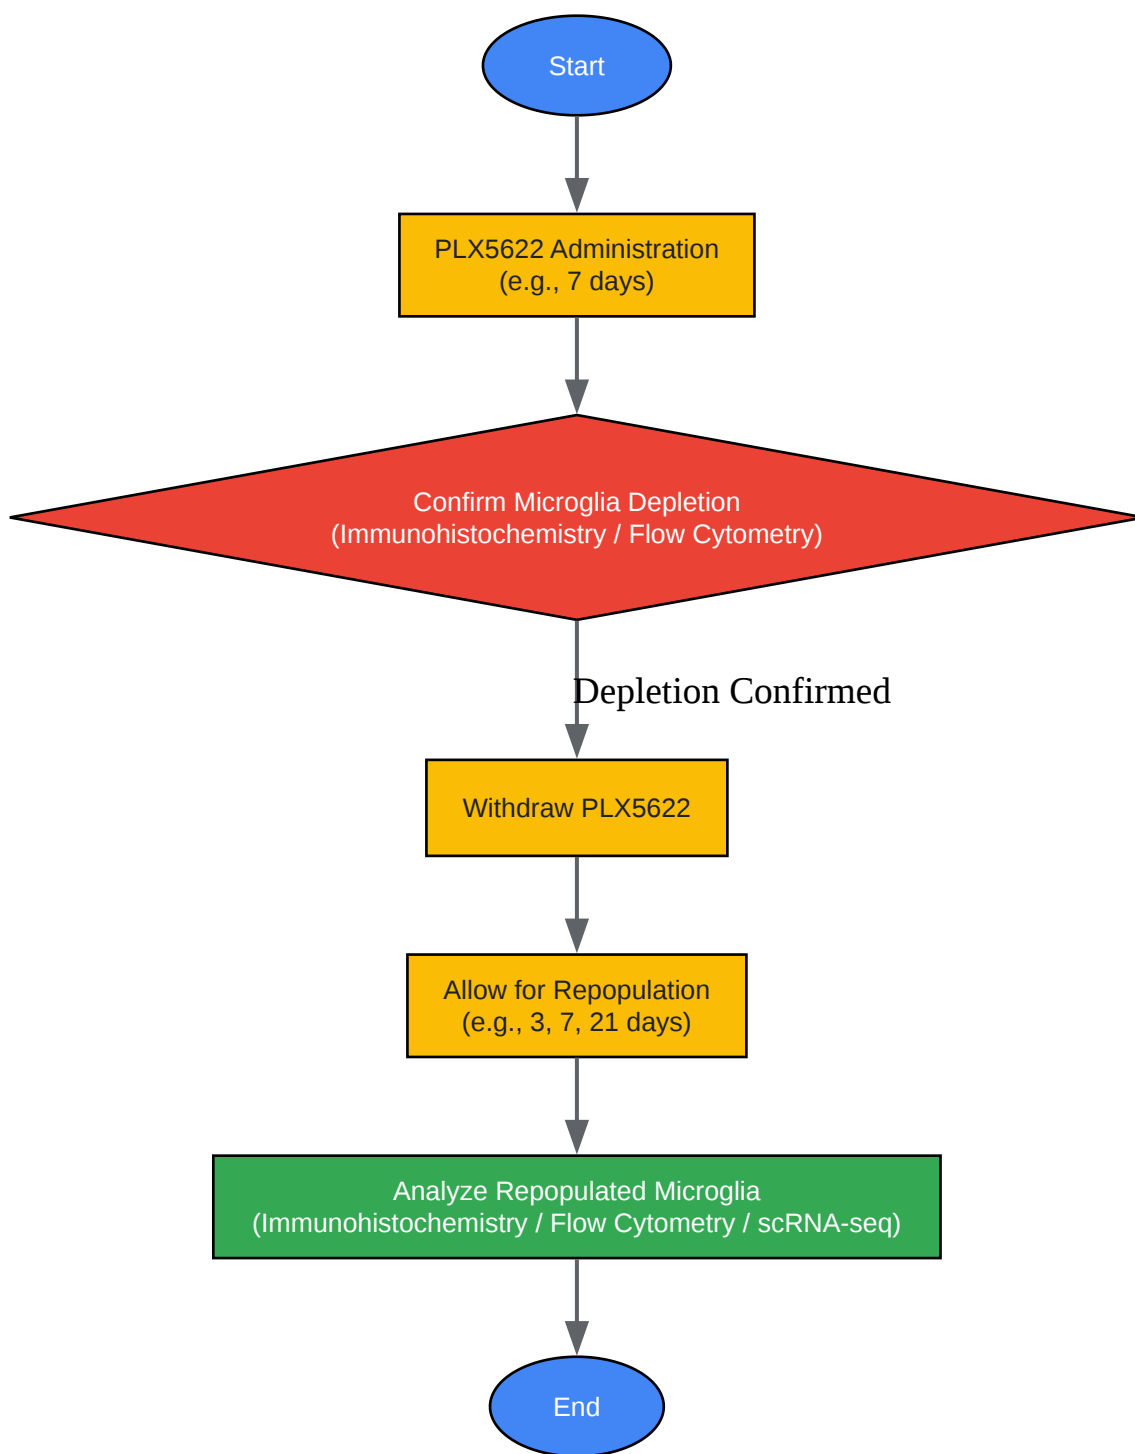 Start
PLX5622 Administration
(e.g., 7 days)
Confirm Microglia Depletion
(Immunohistochemistry / Flow Cytometry)
Depletion Confirmed
Withdraw PLX5622
Allow for Repopulation
(e.g., 3, 7, 21 days)
Analyze Repopulated Microglia
(Immunohistochemistry / Flow Cytometry / scRNA-seq)
End